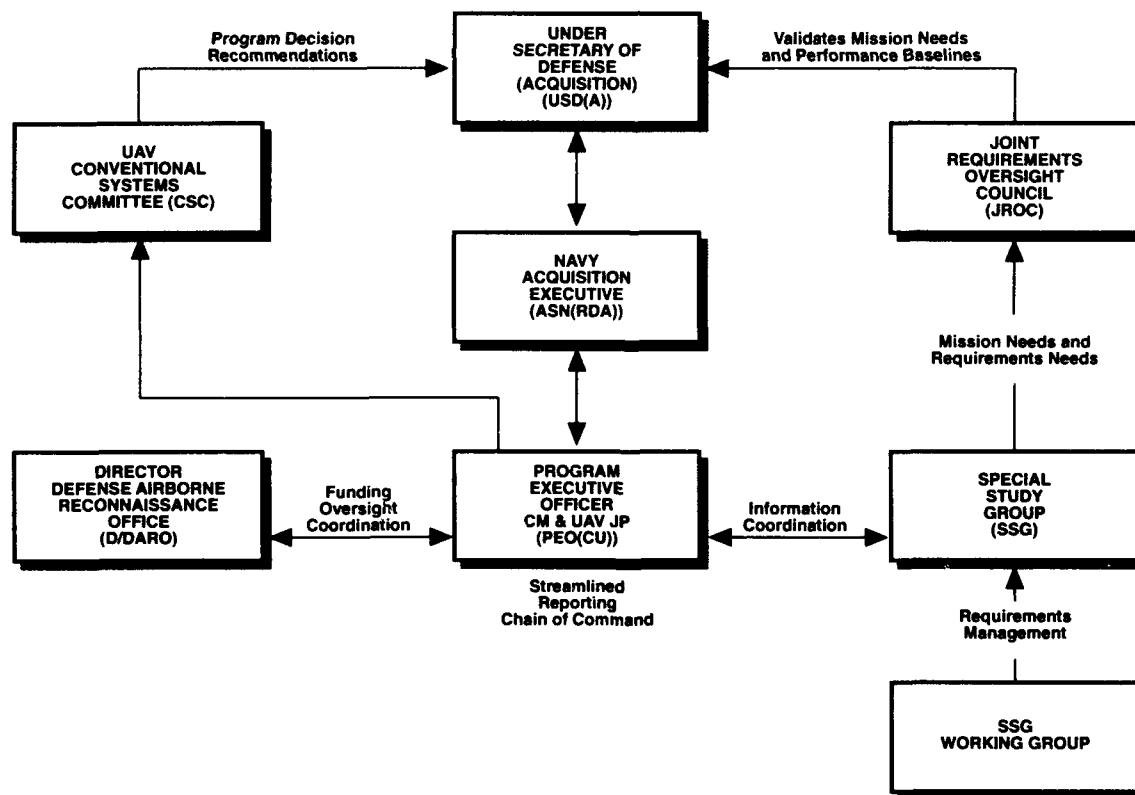 Program Decision
Recommendations
UNDER
SECRETARY OF
DEFENSE
(ACQUISITION)
(USD(A))
Validates Mission Needs
and Performance Baselines
UAV
CONVENTIONAL
SYSTEMS
COMMITTEE (CSC)
JOINT
REQUIREMENTS
OVERSIGHT
COUNCIL
(JROC)
NAVY
ACQUISITION
EXECUTIVE
(ASN(RDA))
Mission Needs and
Requirements Needs
DIRECTOR
DEFENSE AIRBORNE
RECONNAISSANCE
OFFICE
(D/DARO)
Funding
Oversight
Coordination
PROGRAM
EXECUTIVE
OFFICER
CM & UAV JP
(PEO(CU))
Information
Coordination
SPECIAL
STUDY
GROUP
(SSG)
Streamlined
Reporting
Chain of Command
Requirements
Management
SSG
WORKING GROUP